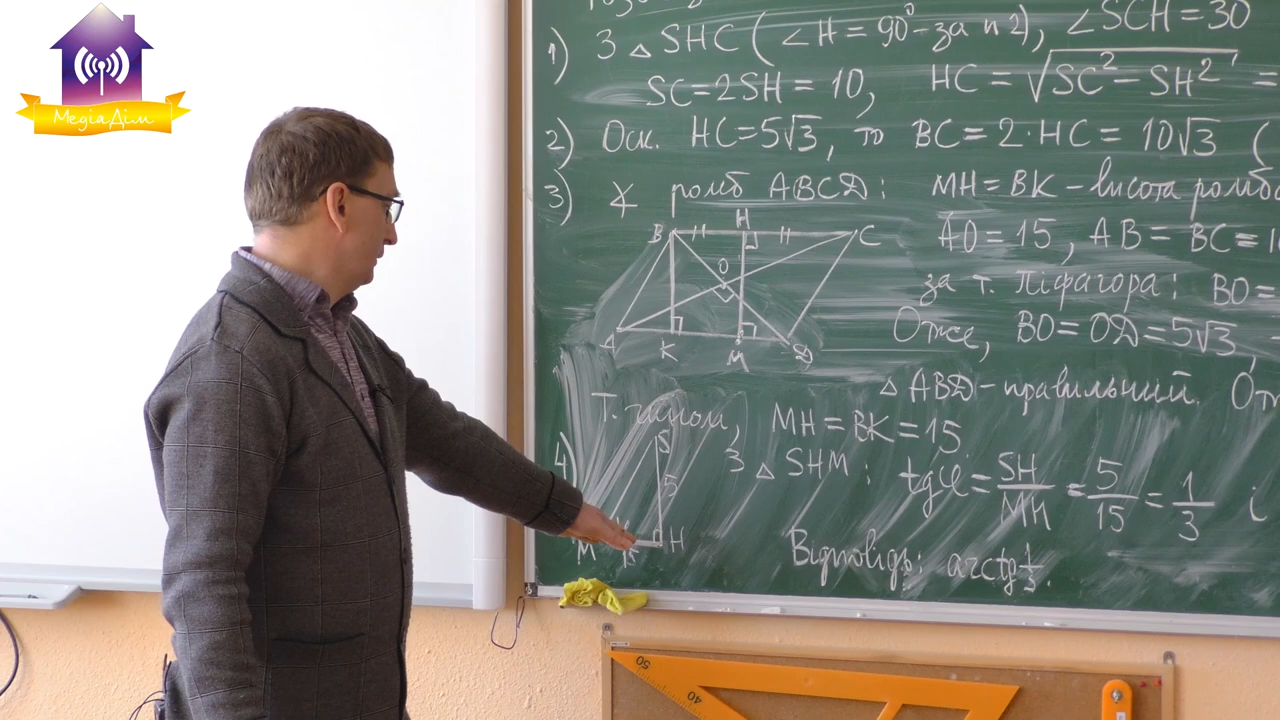 МедіаДім
1) З △SHC (∠H = 90° - за п 2), ∠SCH = 30
SC = 2SH = 10, HC = √SC² - SH² =
2) Оск. HC = 5√3, то BC = 2·HC = 10√3 (
3) ромб ABCD: MH = BK - висота ромба
AO = 15, AB = BC =
за т. Піфагора: BO =
Отже, BO = OD = 5√3,
△ABD - правильний.
B H C
O
A K M D
Т. чином, MH = BK = 15
4) З △SHM: tgφ = SH/MH = 5/15 = 1/3 і
S
5
M H
Відповідь: arctg 1/3.
50
40